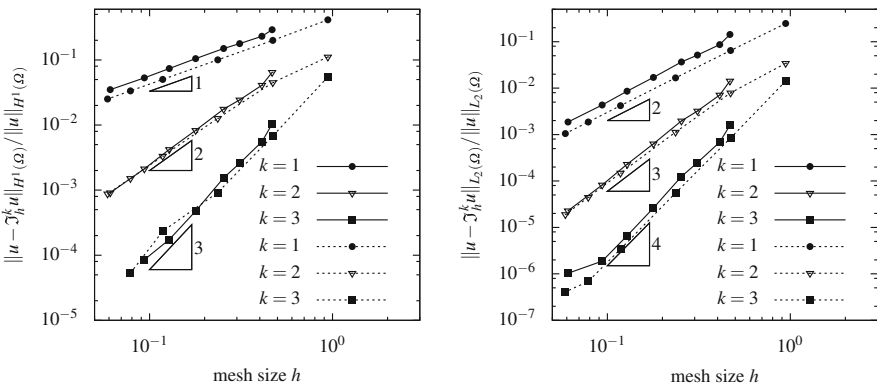 ||u − ℑ_h^k u||_{H^1(Ω)} / ||u||_{H^1(Ω)}
10^{-1}
10^{-2}
10^{-3}
10^{-4}
10^{-5}
1
2
3
k = 1
k = 2
k = 3
k = 1
k = 2
k = 3
10^{-1}
10^0
mesh size h
||u − ℑ_h^k u||_{L_2(Ω)} / ||u||_{L_2(Ω)}
10^{-1}
10^{-2}
10^{-3}
10^{-4}
10^{-5}
10^{-6}
10^{-7}
2
3
4
k = 1
k = 2
k = 3
k = 1
k = 2
k = 3
10^{-1}
10^0
mesh size h